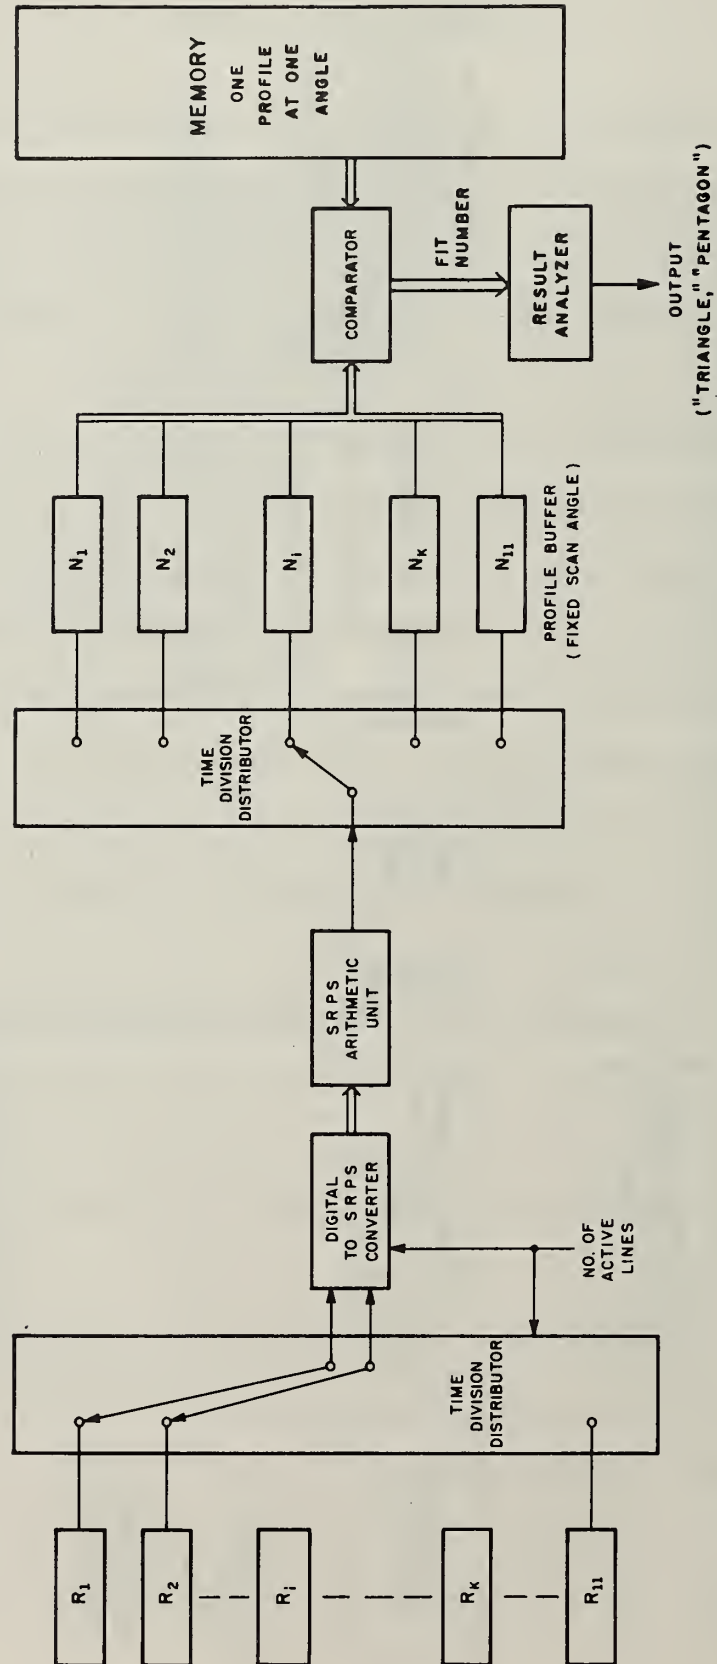 R1
R2
Ri
RK
R11
TIME
DIVISION
DISTRIBUTOR
NO. OF
ACTIVE
LINES
DIGITAL
TO SRPS
CONVERTER
SRPS
ARITHMETIC
UNIT
TIME
DIVISION
DISTRIBUTOR
N1
N2
Ni
NK
N11
PROFILE BUFFER
(FIXED SCAN ANGLE)
COMPARATOR
FIT
NUMBER
RESULT
ANALYZER
OUTPUT
("TRIANGLE," "PENTAGON")
MEMORY
ONE
PROFILE
AT ONE
ANGLE